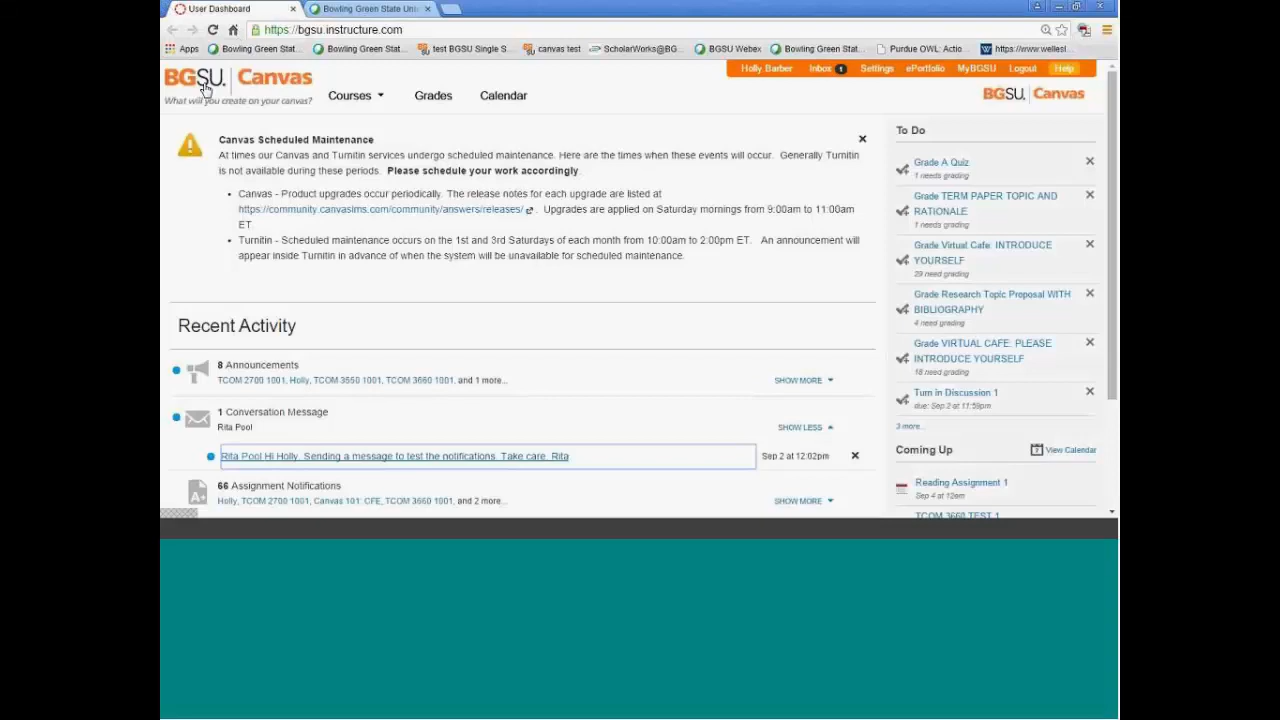 User Dashboard
Bowling Green State Uni
https://bgsu.instructure.com
Apps Bowling Green Stat... Bowling Green Stat... test BGSU Single S... canvas test ScholarWorks@BG... BGSU Webex Bowling Green Stat... Purdue OWL: Actio... https://www.wellesl...
BGSU. Canvas
What will you create on your canvas?
Courses Grades Calendar
Holly Barber Inbox 1 Settings ePortfolio MyBGSU Logout Help
BGSU. Canvas
Canvas Scheduled Maintenance
At times our Canvas and Turnitin services undergo scheduled maintenance. Here are the times when these events will occur. Generally Turnitin
is not available during these periods. Please schedule your work accordingly
Canvas - Product upgrades occur periodically. The release notes for each upgrade are listed at
https://community.canvaslms.com/community/answers/releases/ . Upgrades are applied on Saturday mornings from 9:00am to 11:00am
ET
Turnitin - Scheduled maintenance occurs on the 1st and 3rd Saturdays of each month from 10:00am to 2:00pm ET. An announcement will
appear inside Turnitin in advance of when the system will be unavailable for scheduled maintenance.
Recent Activity
8 Announcements
TCOM 2700 1001, Holly, TCOM 3550 1001, TCOM 3660 1001, and 1 more...
SHOW MORE
1 Conversation Message
Rita Pool
SHOW LESS
Rita Pool Hi Holly, Sending a message to test the notifications. Take care, Rita
Sep 2 at 12:02pm
66 Assignment Notifications
Holly, TCOM 2700 1001, Canvas 101: CFE, TCOM 3660 1001, and 2 more...
SHOW MORE
To Do
Grade A Quiz
1 needs grading
Grade TERM PAPER TOPIC AND
RATIONALE
1 needs grading
Grade Virtual Cafe: INTRODUCE
YOURSELF
29 need grading
Grade Research Topic Proposal WITH
BIBLIOGRAPHY
4 need grading
Grade VIRTUAL CAFE: PLEASE
INTRODUCE YOURSELF
18 need grading
Turn in Discussion 1
due: Sep 2 at 11:59pm
3 more...
Coming Up
View Calendar
Reading Assignment 1
Sep 4 at 12am
TCOM 3660 TEST 1